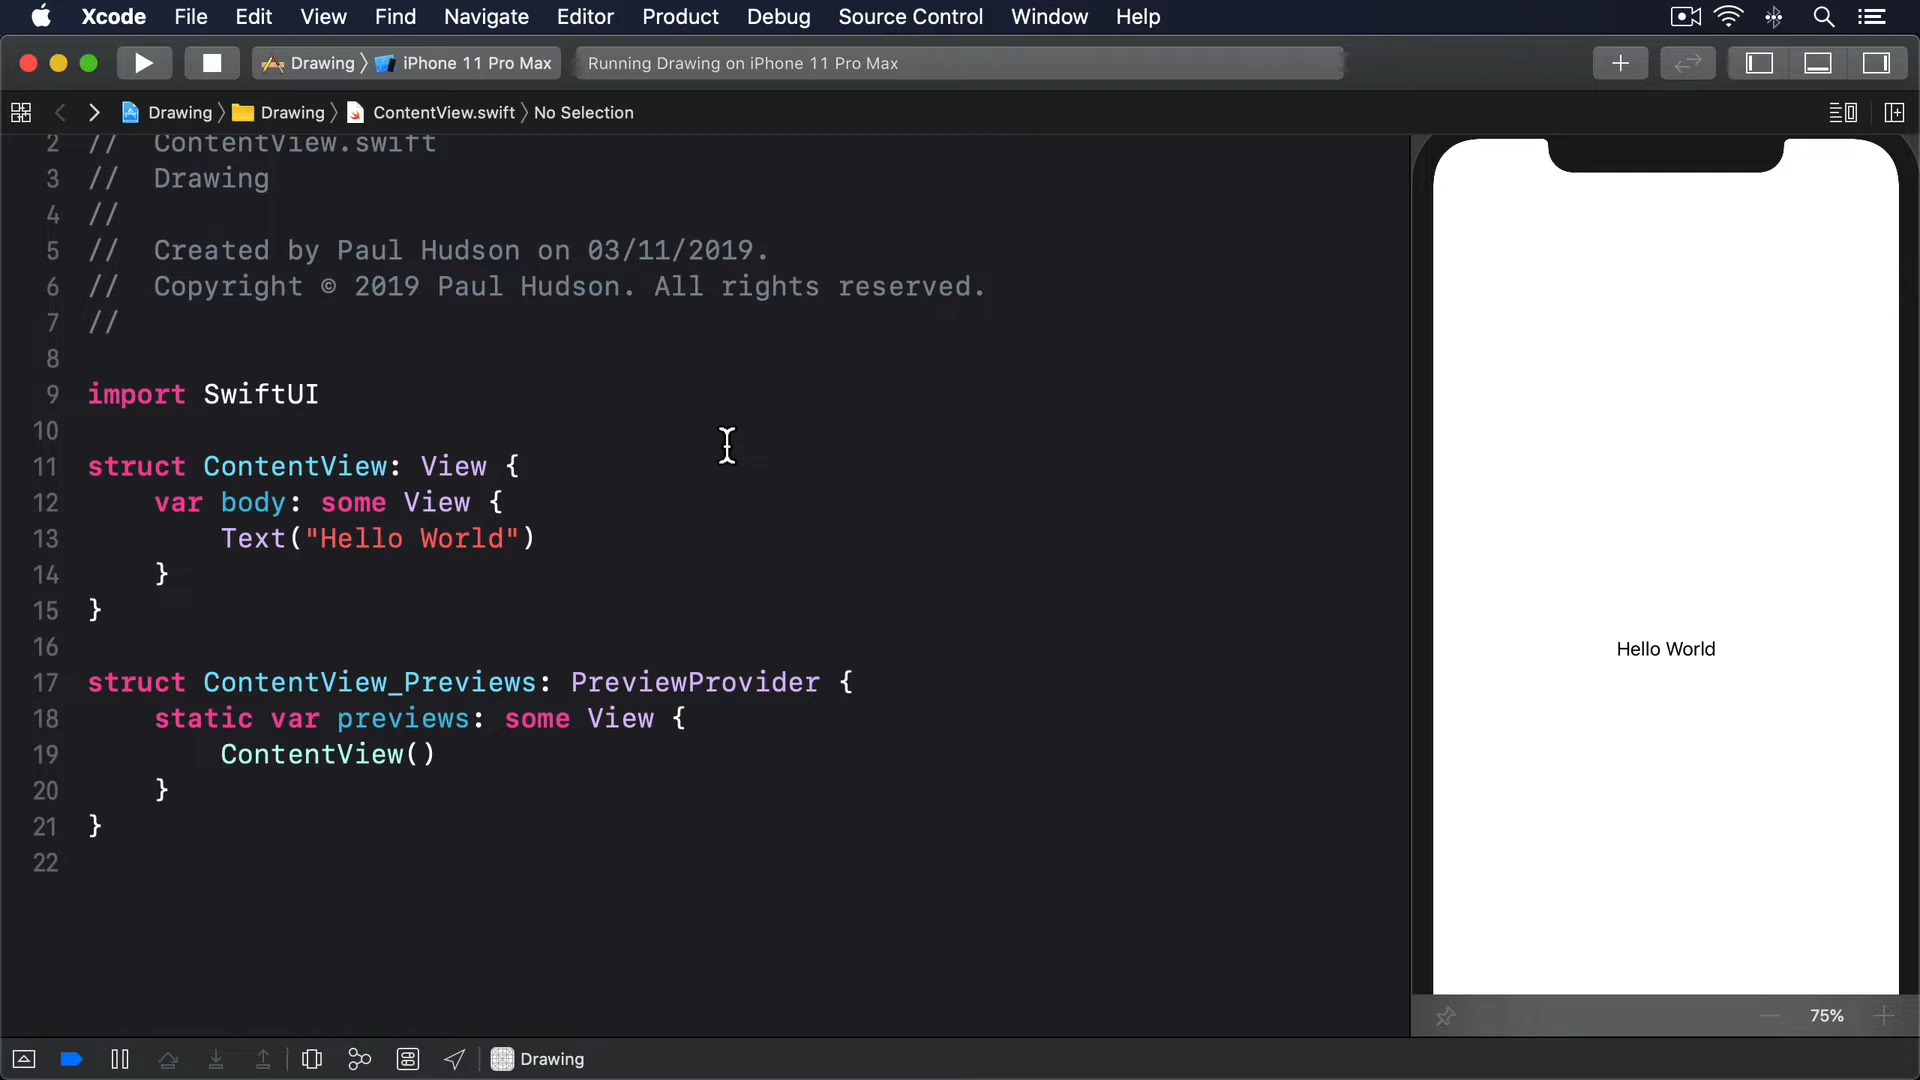 Xcode File Edit View Find Navigate Editor Product Debug Source Control Window Help
Drawing iPhone 11 Pro Max Running Drawing on iPhone 11 Pro Max
Drawing Drawing ContentView.swift No Selection
2 //  ContentView.swift
3 //  Drawing
4 //
5 //  Created by Paul Hudson on 03/11/2019.
6 //  Copyright © 2019 Paul Hudson. All rights reserved.
7 //
8
9 import SwiftUI
10
11 struct ContentView: View {
12     var body: some View {
13         Text("Hello World")
14     }
15 }
16
17 struct ContentView_Previews: PreviewProvider {
18     static var previews: some View {
19         ContentView()
20     }
21 }
22
Hello World
75%
Drawing